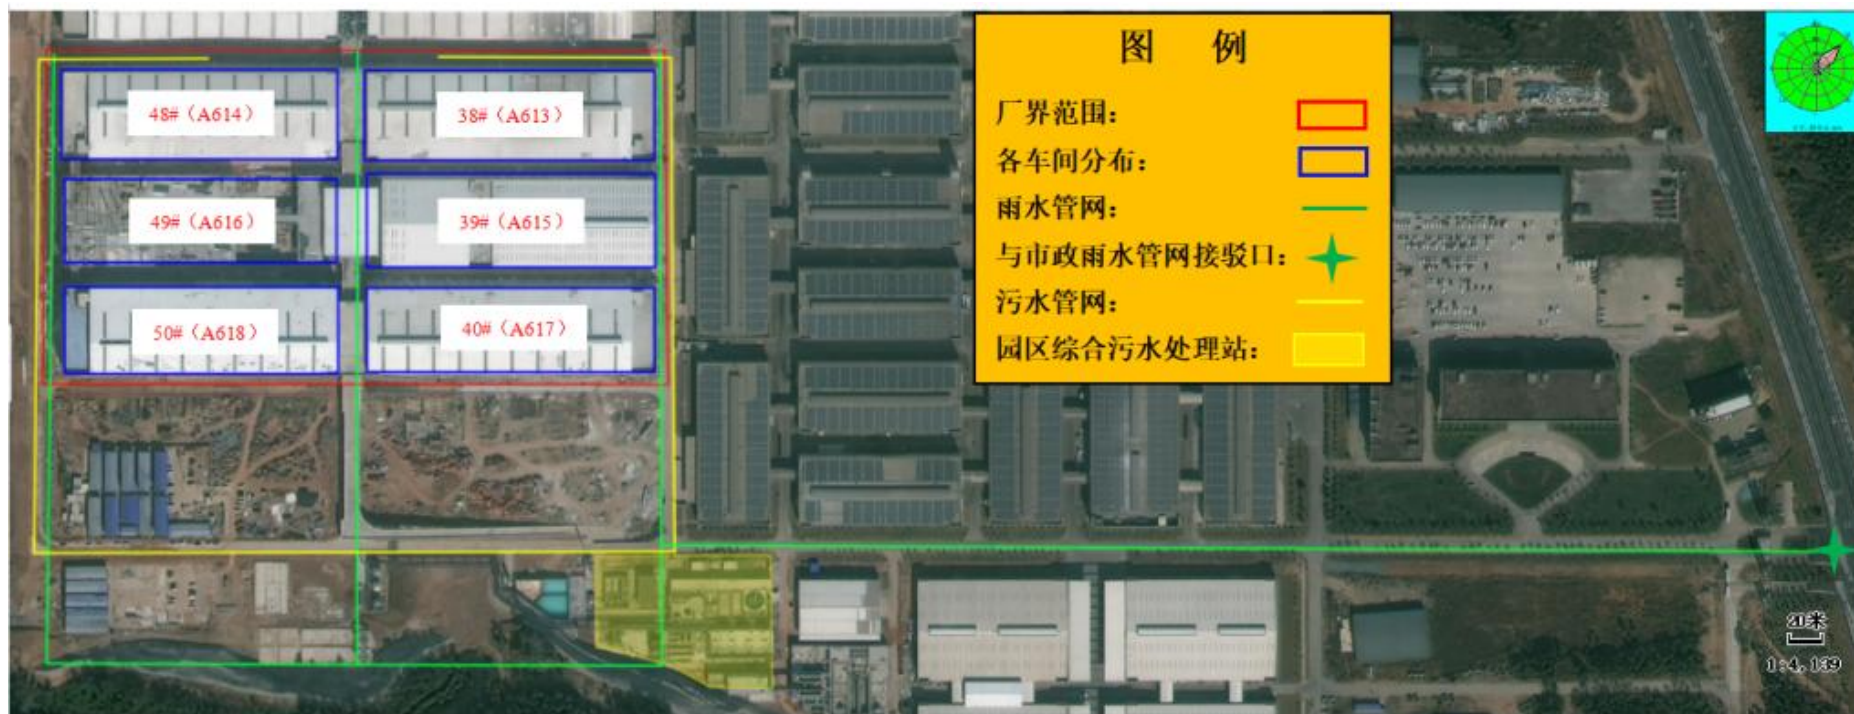 图 例
厂界范围：
各车间分布：
雨水管网：
与市政雨水管网接驳口：
污水管网：
园区综合污水处理站：
48#（A614）
38#（A613）
49#（A616）
39#（A615）
50#（A618）
40#（A617）
20米
1:4,139